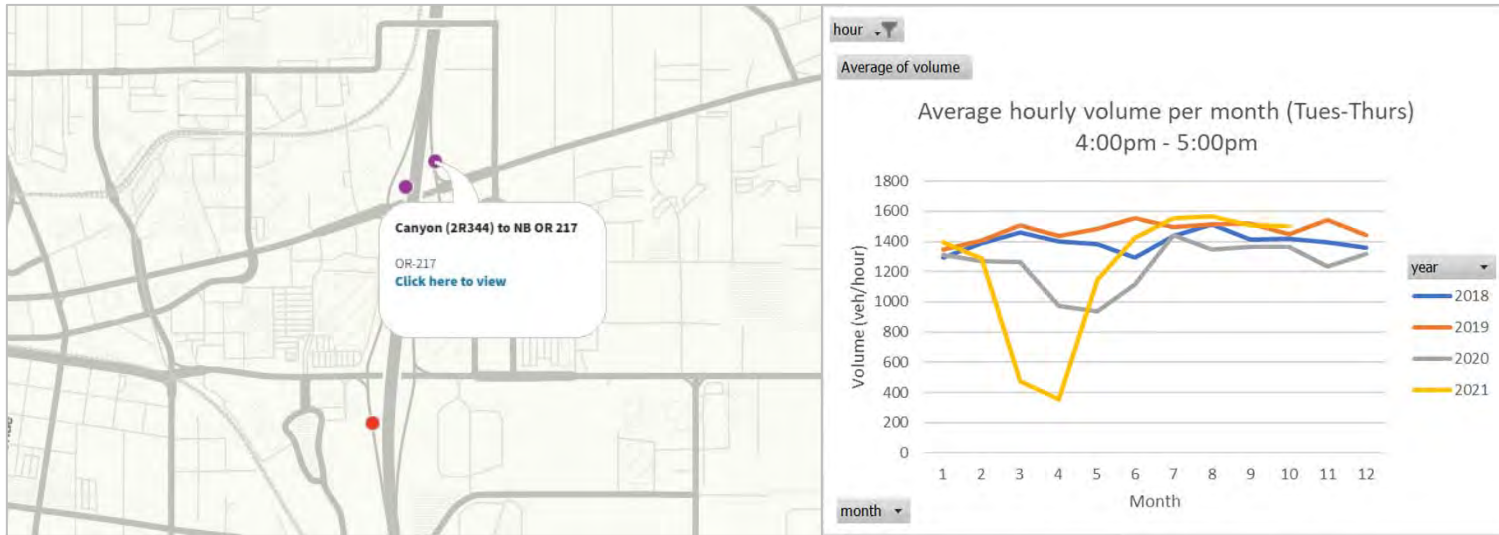 Canyon (2R344) to NB OR 217
OR-217
Click here to view
hour
Average of volume
Average hourly volume per month (Tues-Thurs)
4:00pm - 5:00pm
1800
1600
1400
1200
1000
800
600
400
200
0
Volume (veh/hour)
1 2 3 4 5 6 7 8 9 10 11 12
Month
year
2018
2019
2020
2021
month